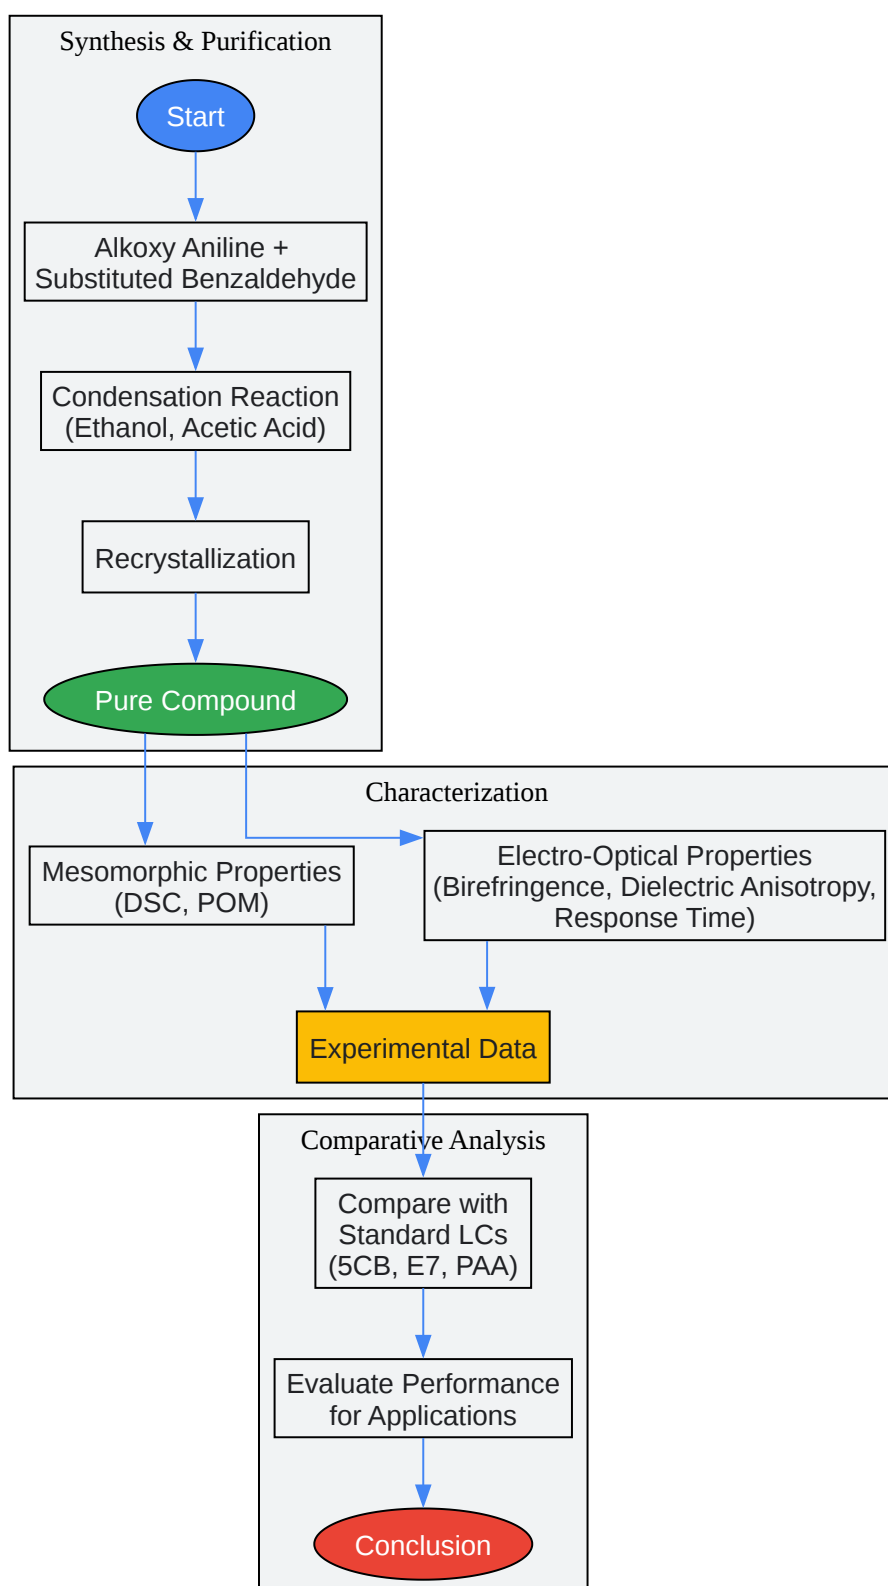 Synthesis & Purification
Start
Alkoxy Aniline +
Substituted Benzaldehyde
Condensation Reaction
(Ethanol, Acetic Acid)
Recrystallization
Pure Compound
Characterization
Mesomorphic Properties
(DSC, POM)
Electro-Optical Properties
(Birefringence, Dielectric Anisotropy,
Response Time)
Experimental Data
Comparative Analysis
Compare with
Standard LCs
(5CB, E7, PAA)
Evaluate Performance
for Applications
Conclusion